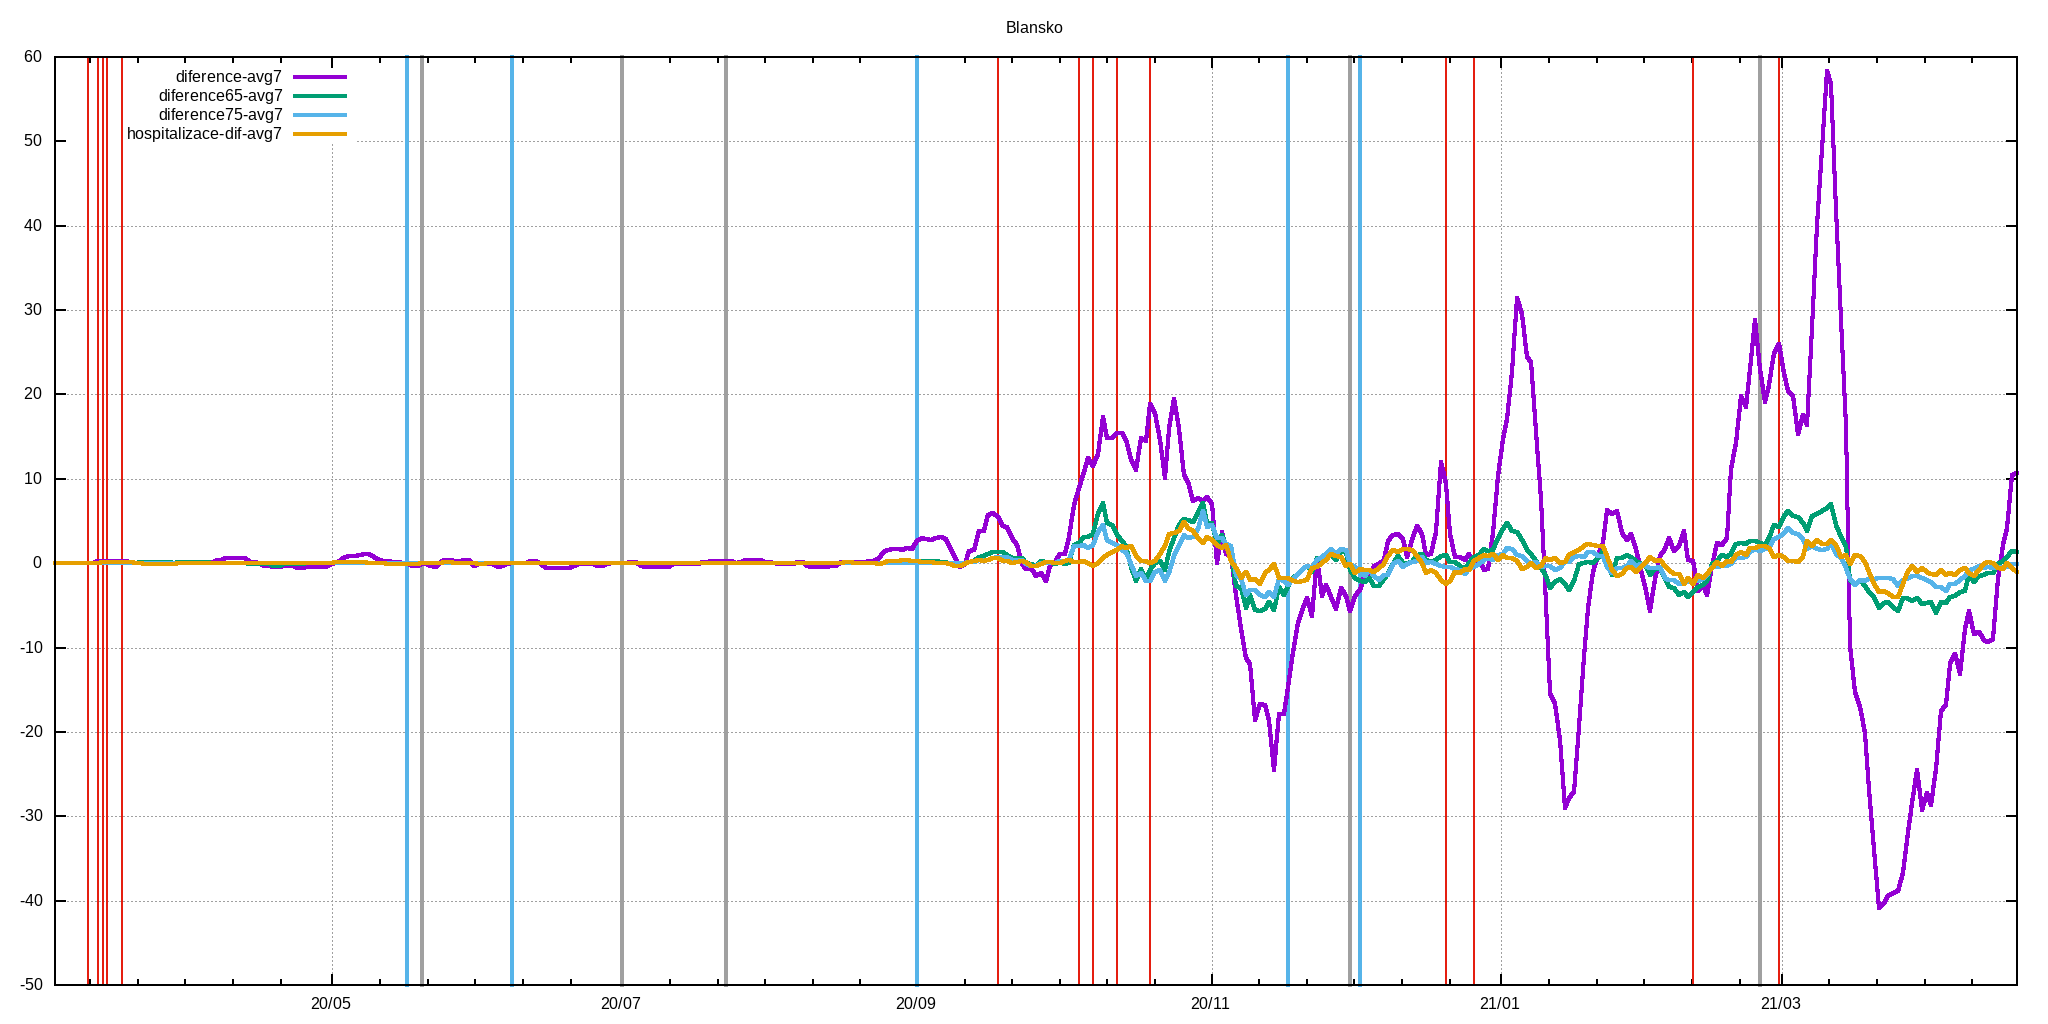 Blansko
60
50
40
30
20
10
0
-10
-20
-30
-40
-50
diference-avg7
diference65-avg7
diference75-avg7
hospitalizace-dif-avg7
20/05 20/07 20/09 20/11 21/01 21/03